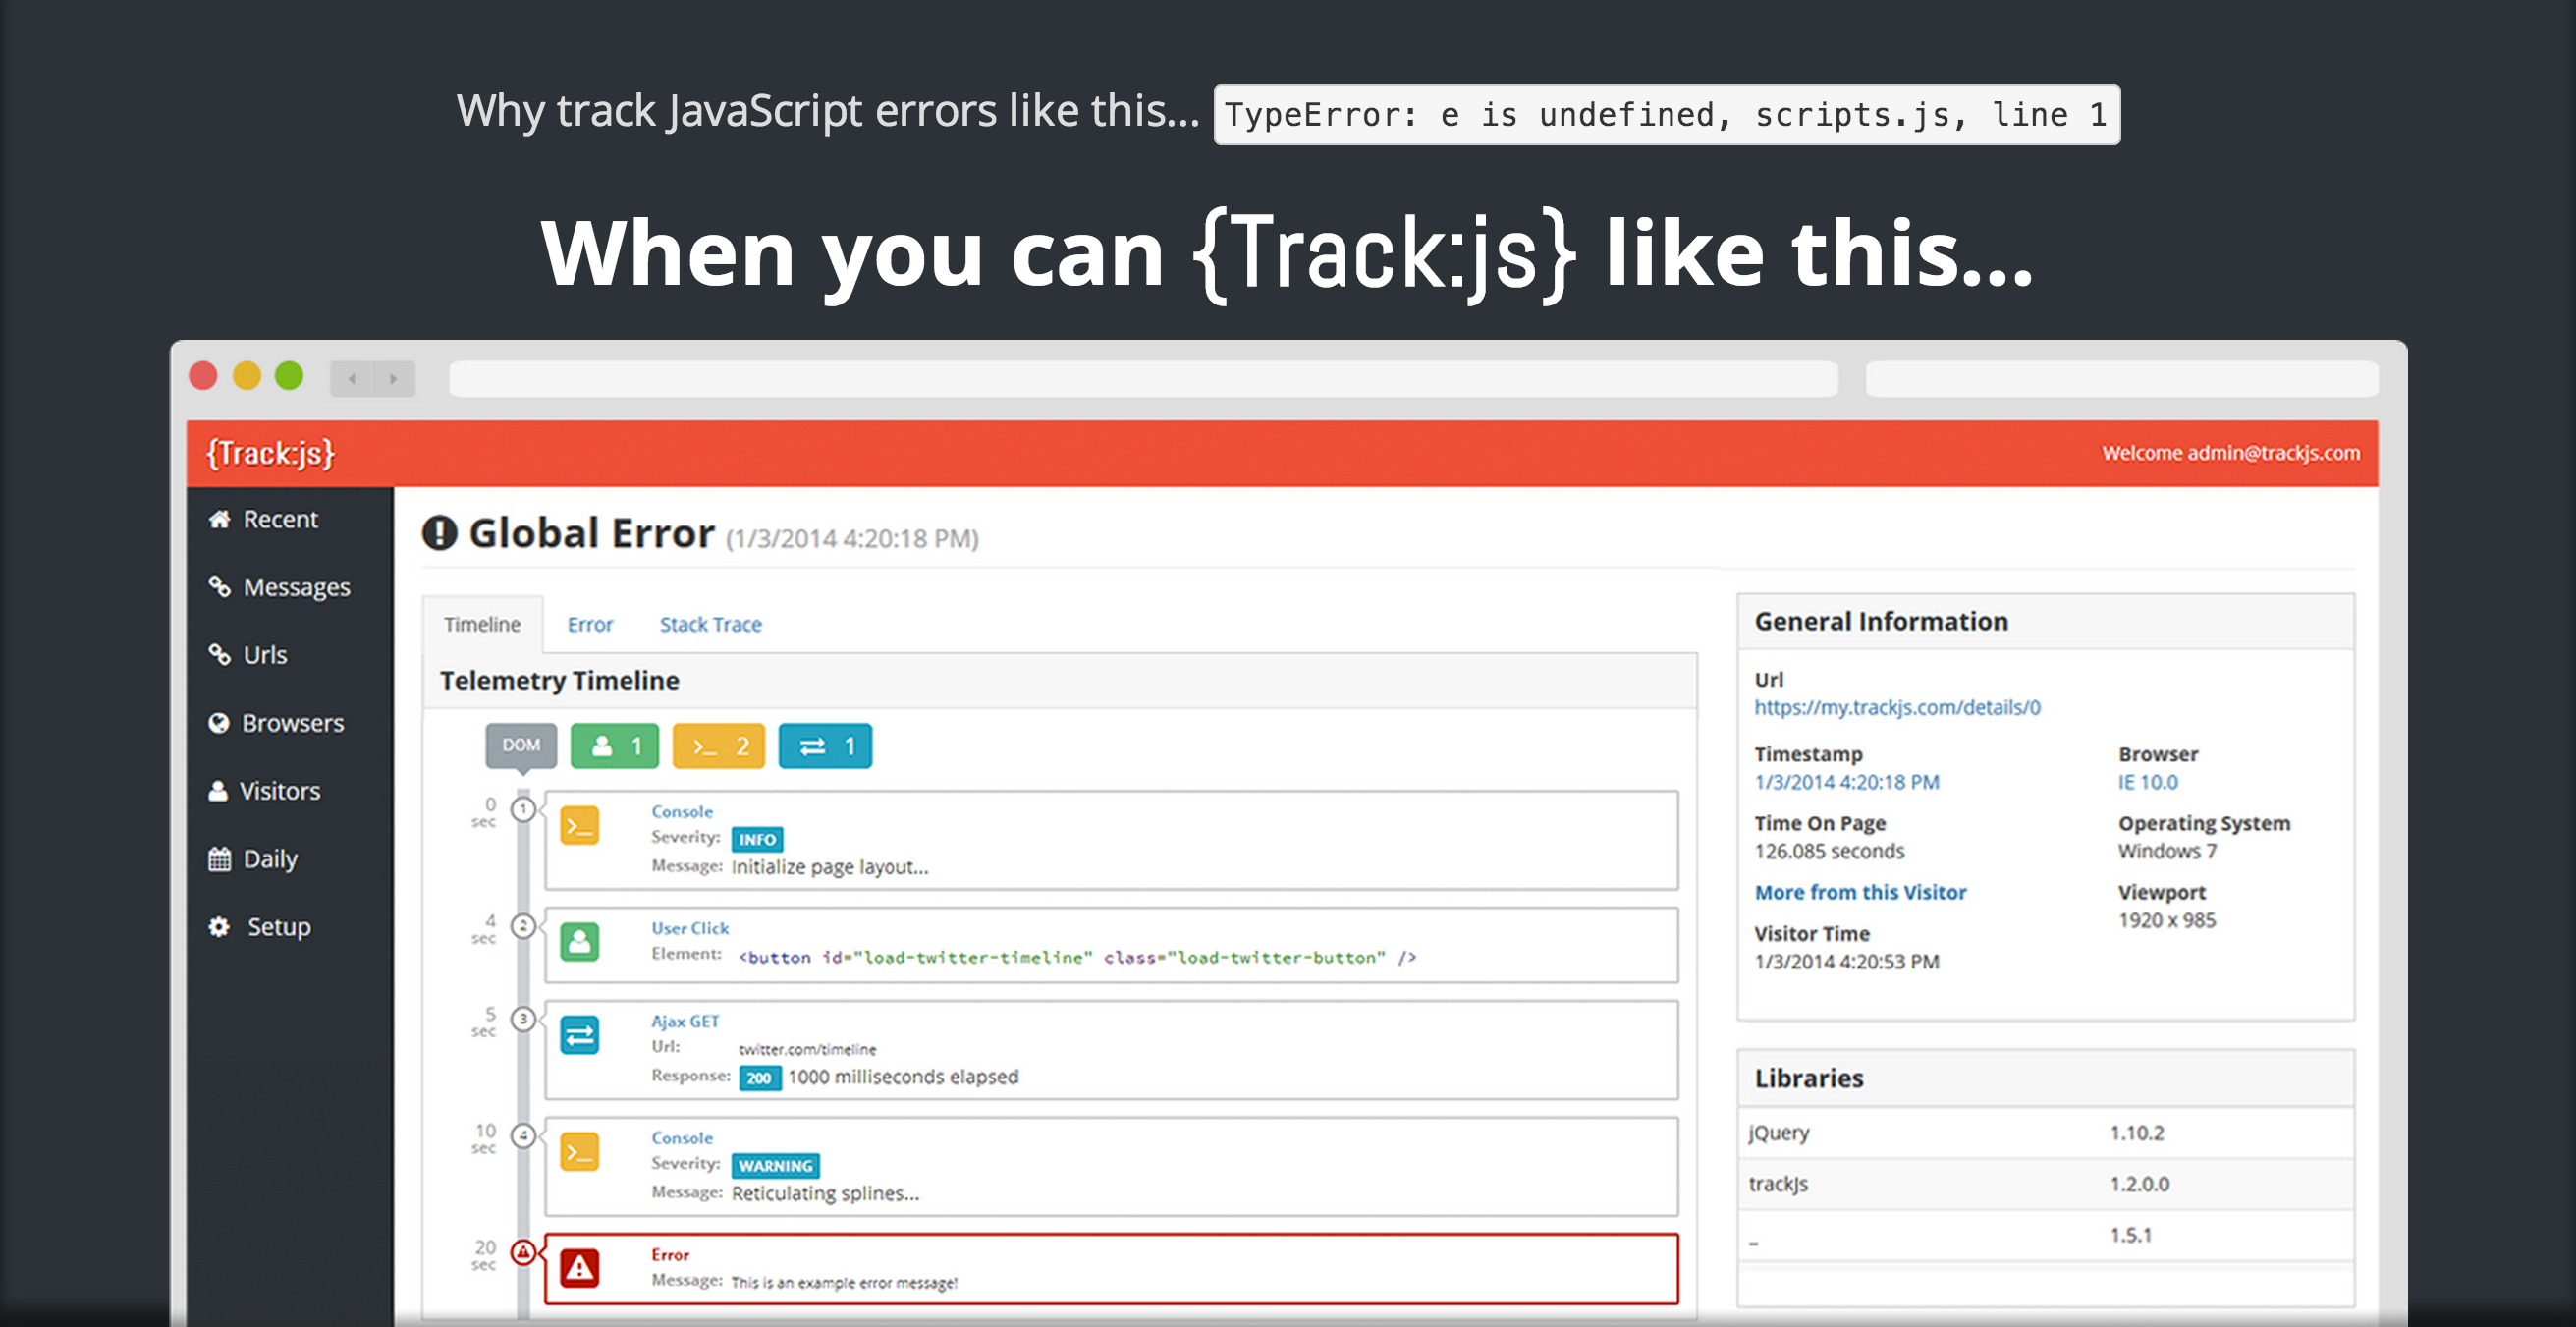 Why track JavaScript errors like this... TypeError: e is undefined, scripts.js, line 1
When you can {Track:js} like this...
{Track:js}
Welcome admin@trackjs.com
Recent
Messages
Urls
Browsers
Visitors
Daily
Setup
Global Error (1/3/2014 4:20:18 PM)
Timeline Error Stack Trace
Telemetry Timeline
DOM 1 >_ 2 1
0 sec
1
>_
Console
Severity: INFO
Message: Initialize page layout...
4 sec
2
User Click
Element: <button id="load-twitter-timeline" class="load-twitter-button" />
5 sec
3
Ajax GET
Url: twitter.com/timeline
Response: 200 1000 milliseconds elapsed
10 sec
4
>_
Console
Severity: WARNING
Message: Reticulating splines...
20 sec
Error
Message: This is an example error message!
General Information
Url
https://my.trackjs.com/details/0
Timestamp
1/3/2014 4:20:18 PM
Time On Page
126.085 seconds
More from this Visitor
Visitor Time
1/3/2014 4:20:53 PM
Browser
IE 10.0
Operating System
Windows 7
Viewport
1920 x 985
Libraries
jQuery 1.10.2
trackJs 1.2.0.0
_ 1.5.1